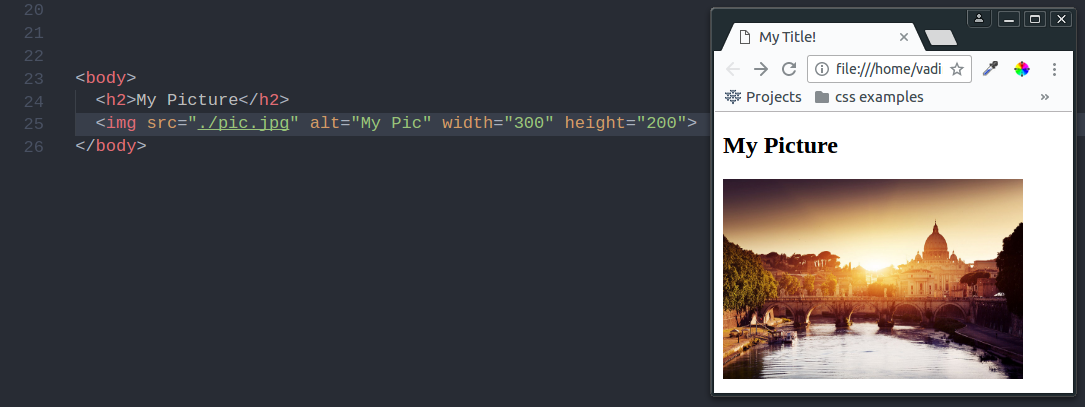 20
21
22
23 <body>
24 <h2>My Picture</h2>
25 <img src="./pic.jpg" alt="My Pic" width="300" height="200">
26 </body>
My Title!
file:///home/vadi
Projects css examples »
My Picture